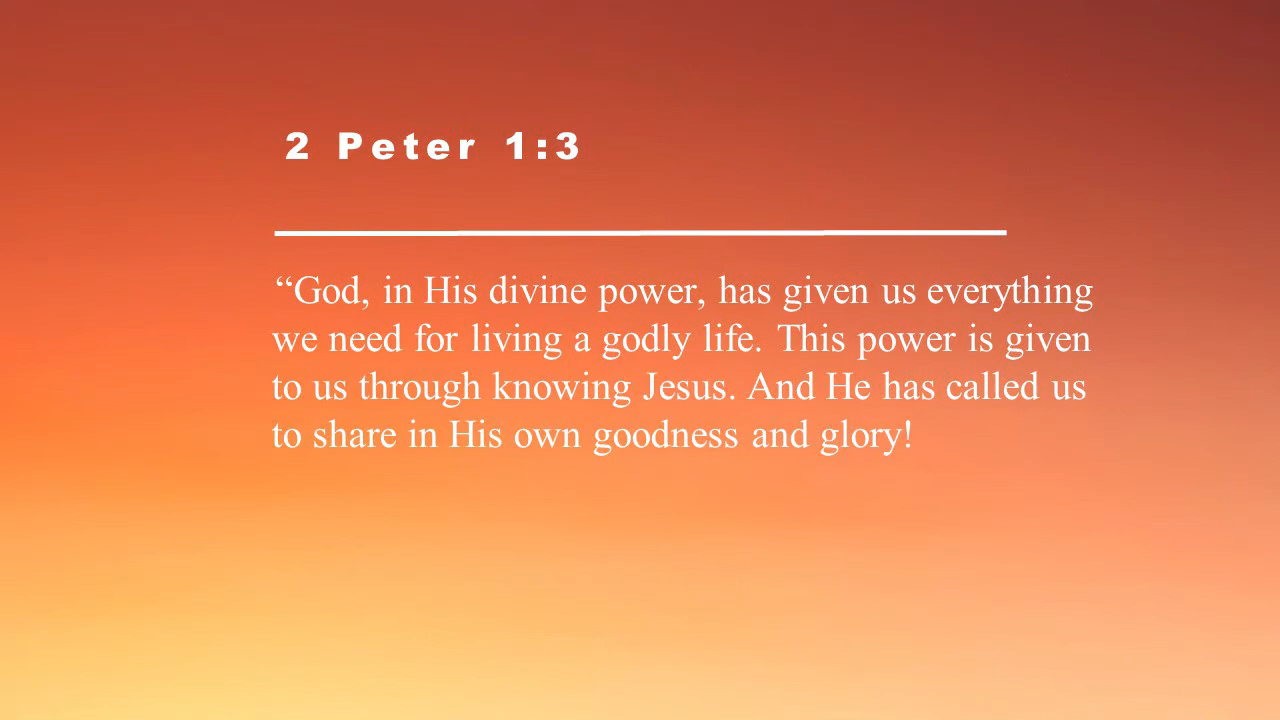 2 Peter 1:3
“God, in His divine power, has given us everything
we need for living a godly life. This power is given
to us through knowing Jesus. And He has called us
to share in His own goodness and glory!